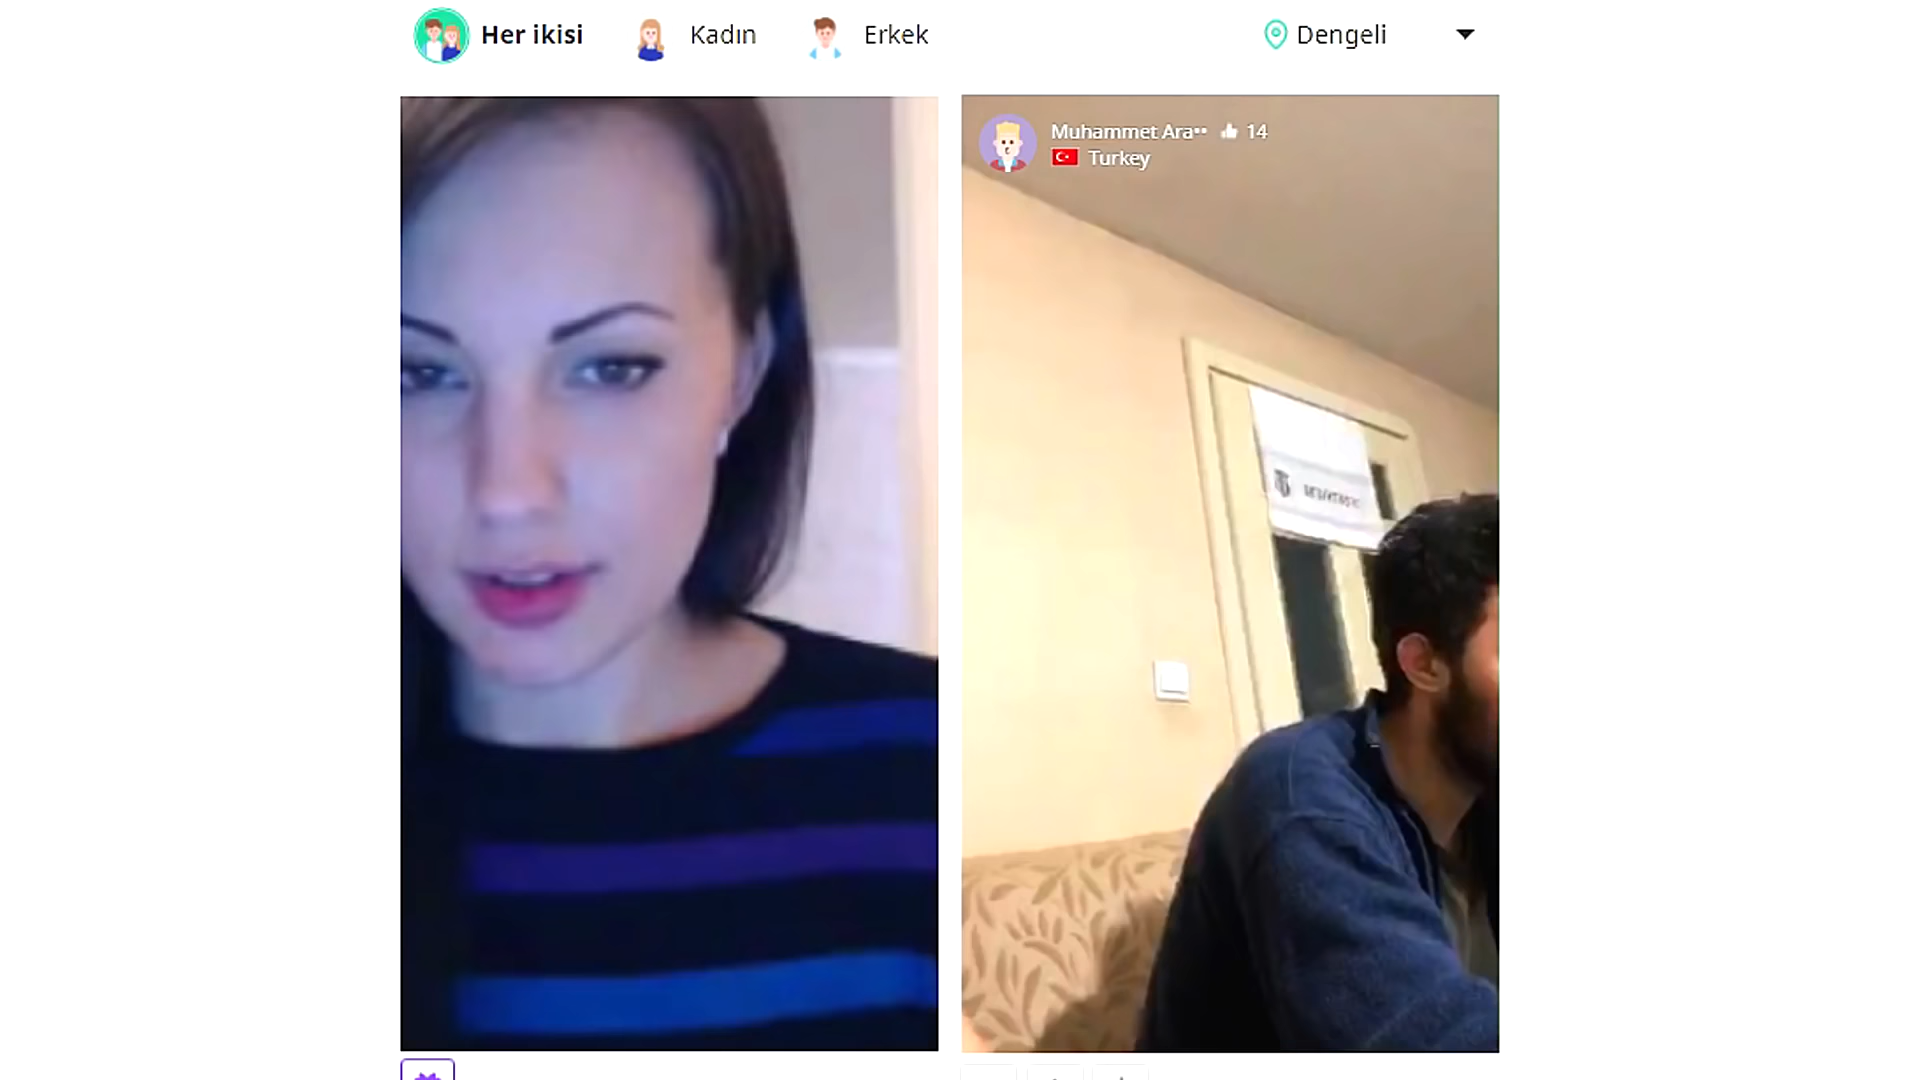 Her ikisi
Kadın
Erkek
Dengeli
Muhammet Ara•• 14
Turkey